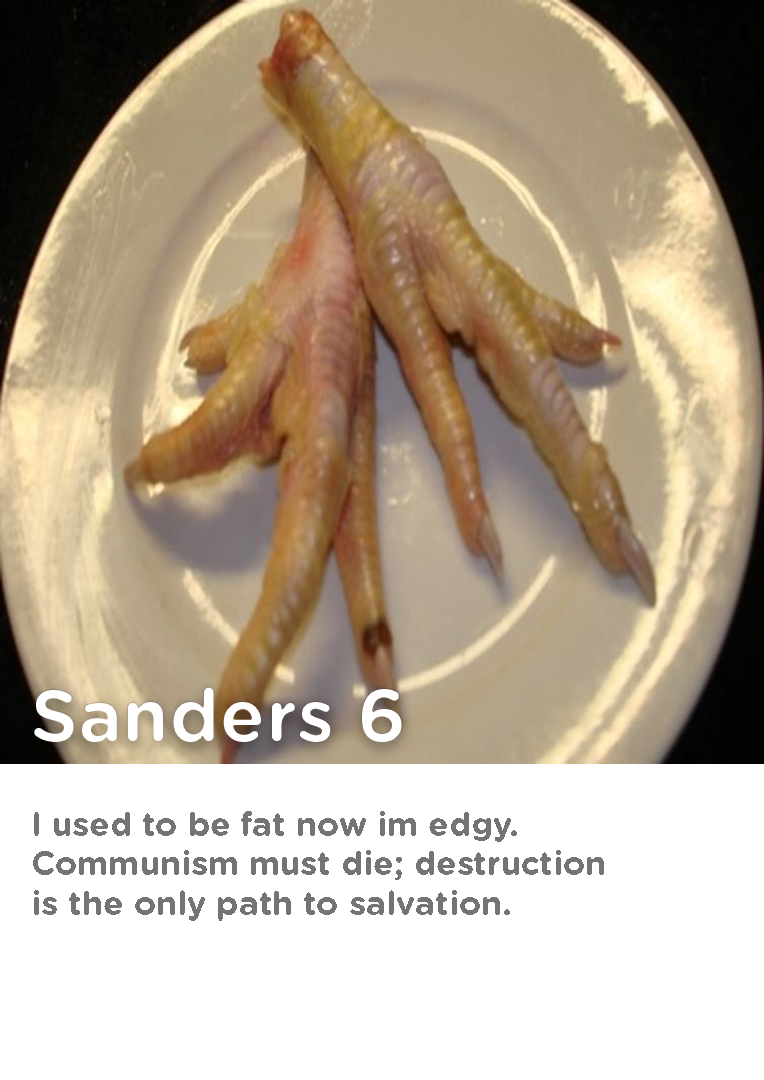 Sanders 6
I used to be fat now im edgy.
Communism must die; destruction
is the only path to salvation.